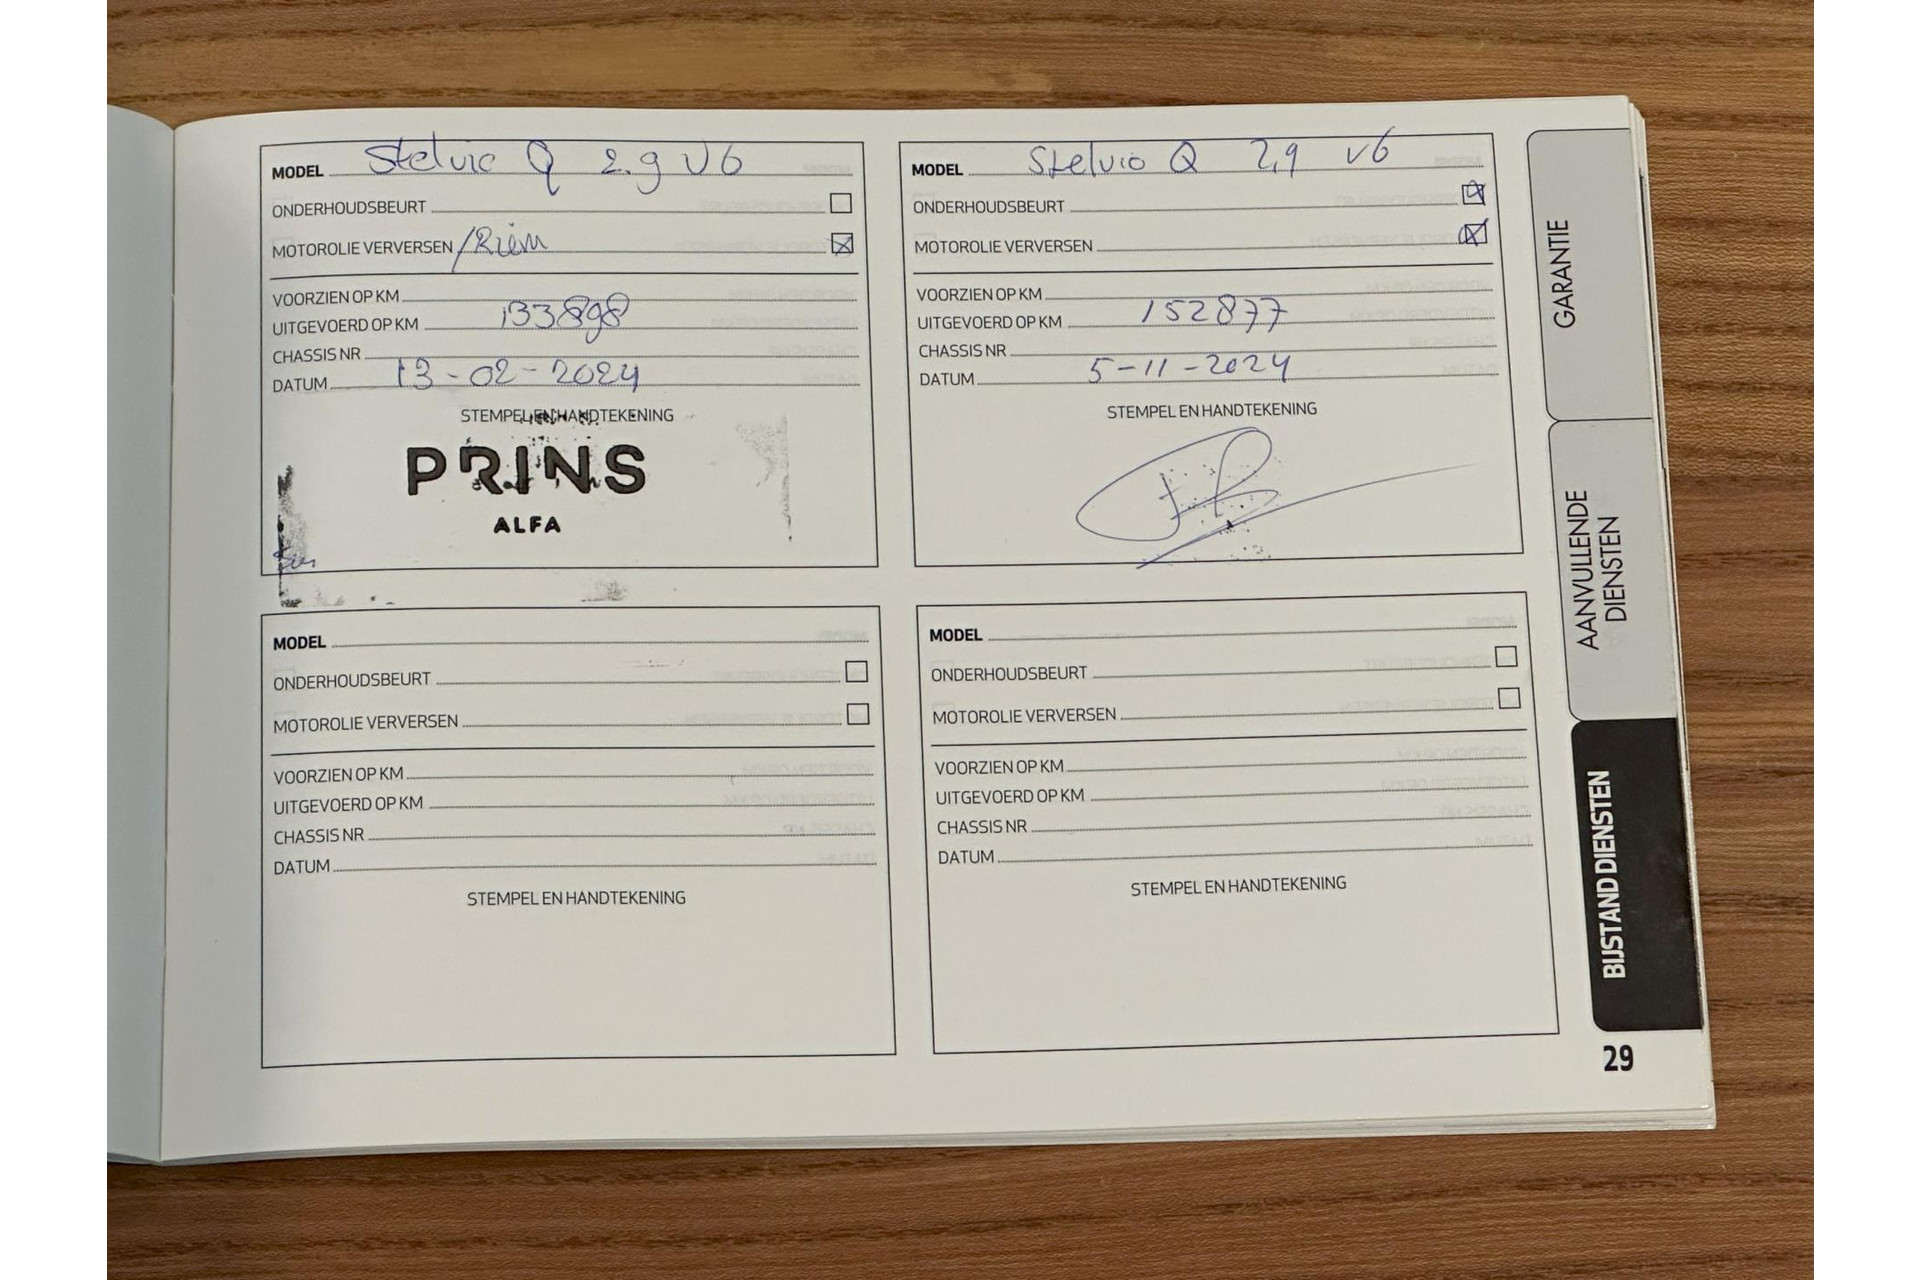 MODEL Stelvio Q 2.9 V6
ONDERHOUDSBEURT
MOTOROLIE VERVERSEN /Riem
VOORZIEN OP KM
UITGEVOERD OP KM 133898
CHASSIS NR
DATUM 13-02-2024
STEMPEL EN HANDTEKENING
PRINS
ALFA
MODEL Stelvio Q 2,9 v6
ONDERHOUDSBEURT
MOTOROLIE VERVERSEN
VOORZIEN OP KM
UITGEVOERD OP KM 152877
CHASSIS NR
DATUM 5-11-2024
STEMPEL EN HANDTEKENING
MODEL
ONDERHOUDSBEURT
MOTOROLIE VERVERSEN
VOORZIEN OP KM
UITGEVOERD OP KM
CHASSIS NR
DATUM
STEMPEL EN HANDTEKENING
MODEL
ONDERHOUDSBEURT
MOTOROLIE VERVERSEN
VOORZIEN OP KM
UITGEVOERD OP KM
CHASSIS NR
DATUM
STEMPEL EN HANDTEKENING
GARANTIE
AANVULLENDE
DIENSTEN
BIJSTAND DIENSTEN
29